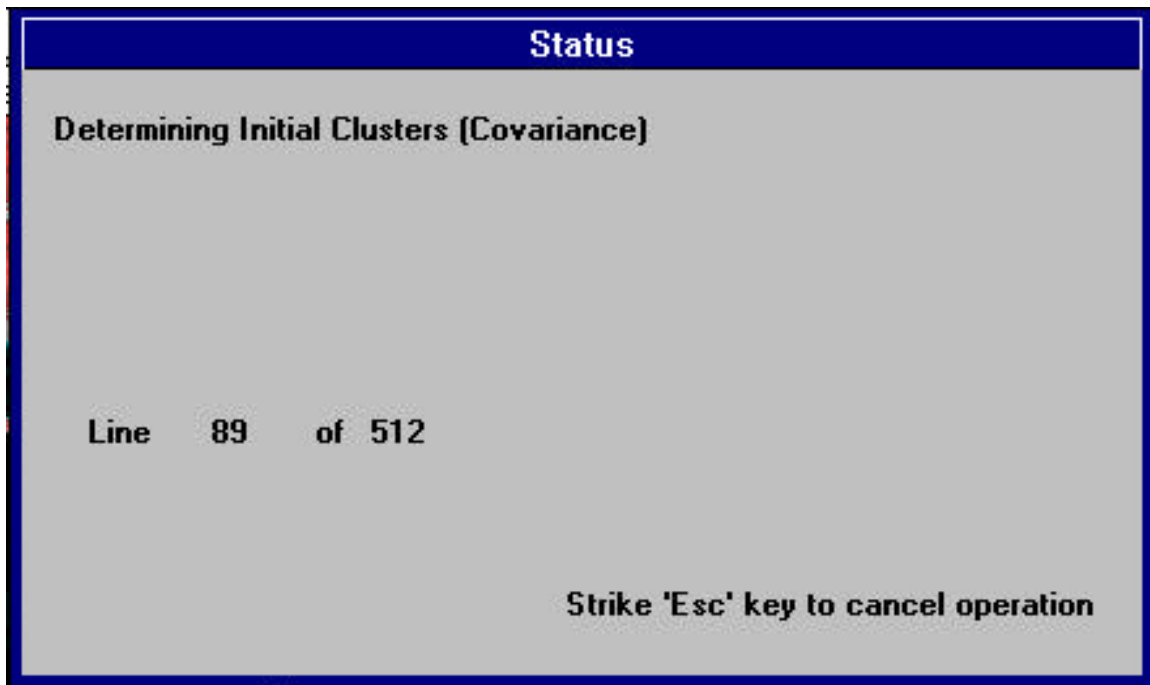 Status
Determining Initial Clusters (Covariance)
Line 89 of 512
Strike 'Esc' key to cancel operation